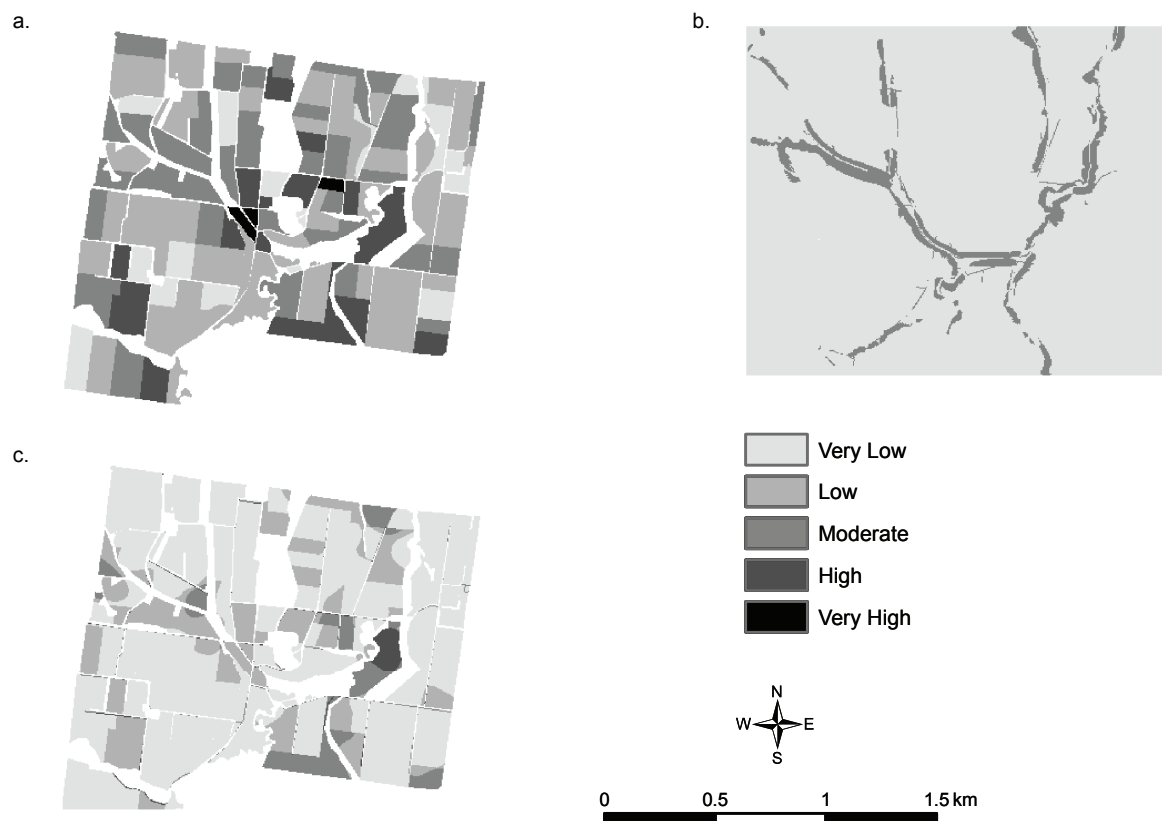 a.
b.
c.
Very Low
Low
Moderate
High
Very High
N
W E
S
0 0.5 1 1.5 km